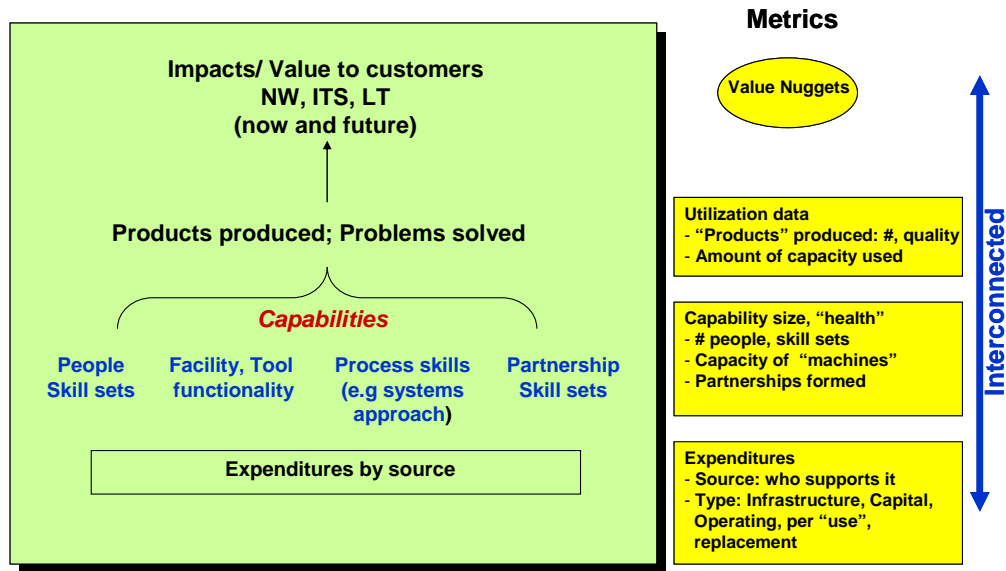 Metrics
Impacts/ Value to customers
NW, ITS, LT
(now and future)
Value Nuggets
Products produced; Problems solved
Utilization data
- “Products” produced: #, quality
- Amount of capacity used
Capabilities
People
Skill sets
Facility, Tool
functionality
Process skills
(e.g systems
approach)
Partnership
Skill sets
Capability size, “health”
- # people, skill sets
- Capacity of “machines”
- Partnerships formed
Expenditures by source
Expenditures
- Source: who supports it
- Type: Infrastructure, Capital,
Operating, per “use”,
replacement
Interconnected